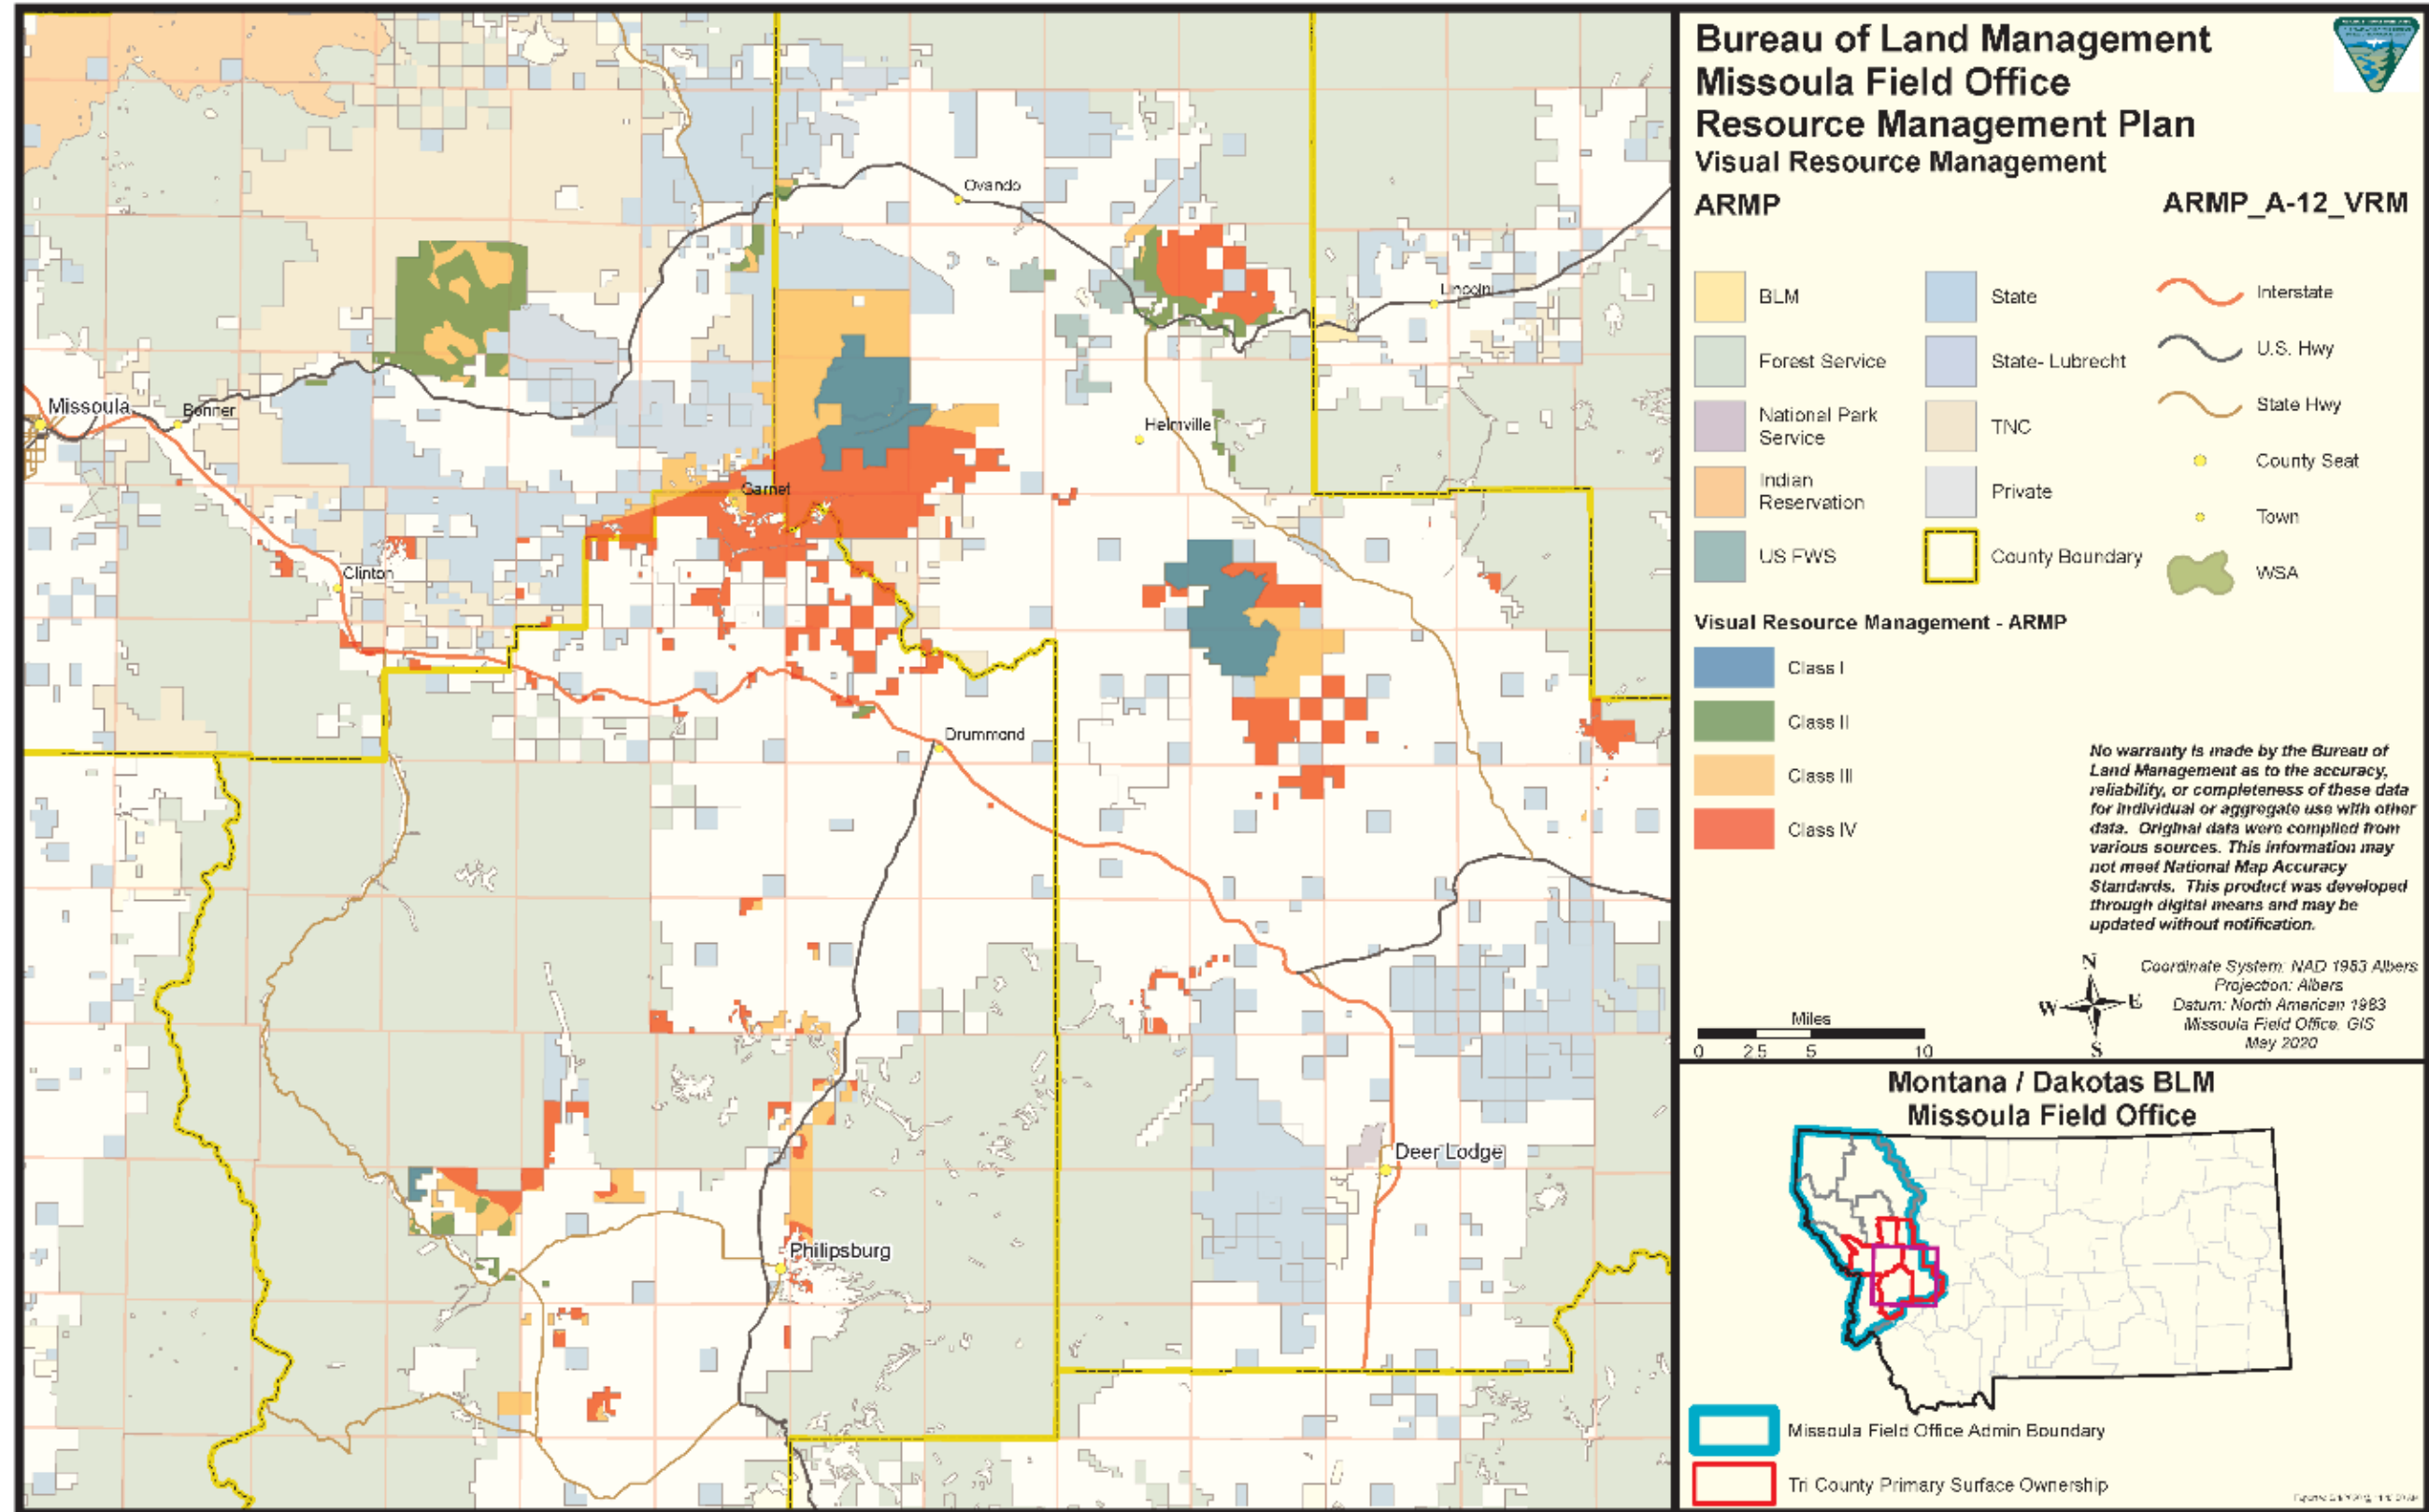 Bureau of Land Management
Missoula Field Office
Resource Management Plan
Visual Resource Management
ARMP
ARMP_A-12_VRM
BLM
Forest Service
National Park
Service
Indian
Reservation
US FWS
State
State- Lubrecht
TNC
Private
County Boundary
Interstate
U.S. Hwy
State Hwy
County Seat
Town
WSA
Visual Resource Management - ARMP
Class I
Class II
Class III
Class IV
No warranty is made by the Bureau of
Land Management as to the accuracy,
reliability, or completeness of these data
for individual or aggregate use with other
data. Original data were compiled from
various sources. This information may
not meet National Map Accuracy
Standards. This product was developed
through digital means and may be
updated without notification.
N
W
E
S
Coordinate System: NAD 1983 Albers
Projection: Albers
Datum: North American 1983
Missoula Field Office, GIS
May 2020
Miles
0 2.5 5 10
Montana / Dakotas BLM
Missoula Field Office
Missoula Field Office Admin Boundary
Tri County Primary Surface Ownership
Ovando
Lincoln
Missoula
Bonner
Helmville
Garnet
Clinton
Drummond
Deer Lodge
Philipsburg